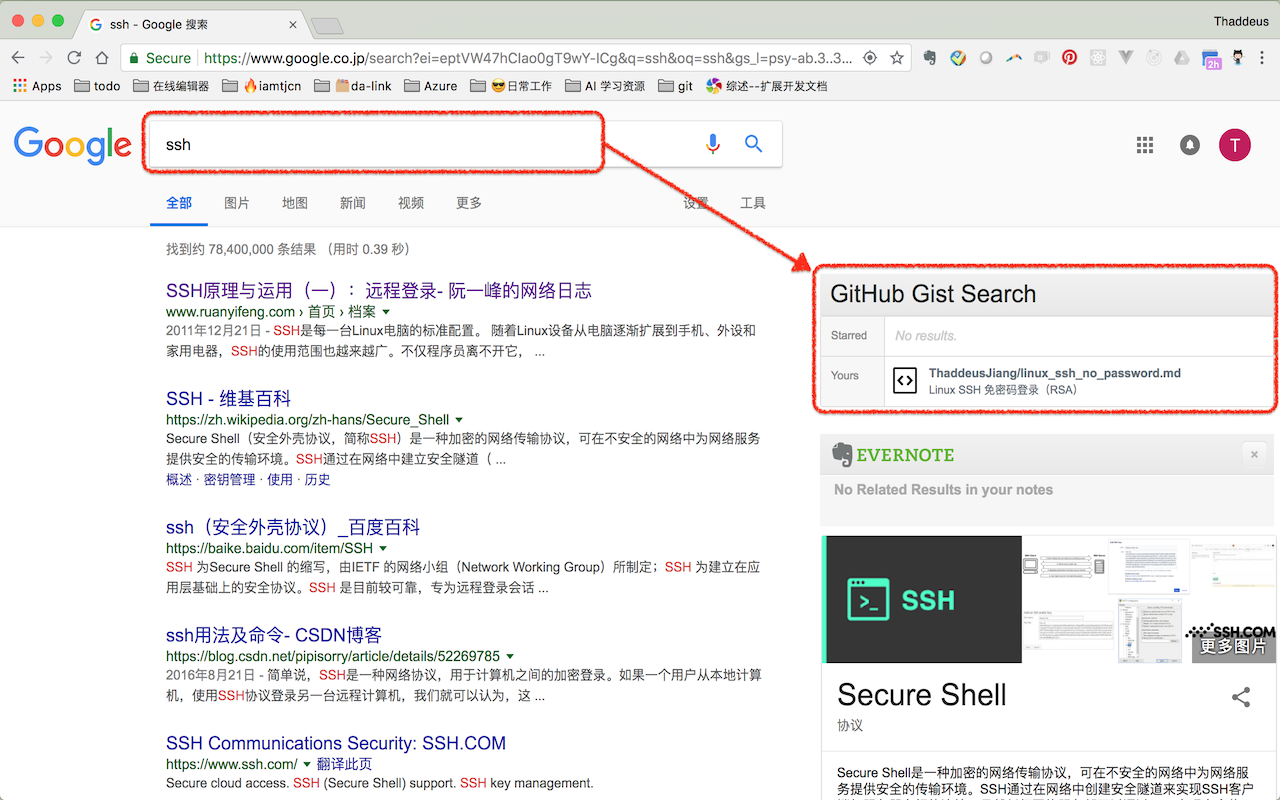 ssh - Google 搜索
Thaddeus
Secure https://www.google.co.jp/search?ei=eptVW47hCIao0gT9wY-ICg&q=ssh&oq=ssh&gs_l=psy-ab.3..3...
2h
Apps todo 在线编辑器 🔥iamtjcn da-link Azure 😎日常工作 AI 学习资源 git 综述--扩展开发文档
Google
ssh
T
全部 图片 地图 新闻 视频 更多 设置 工具
找到约 78,400,000 条结果 （用时 0.39 秒）
SSH原理与运用（一）：远程登录- 阮一峰的网络日志
www.ruanyifeng.com › 首页 › 档案
2011年12月21日 - SSH是每一台Linux电脑的标准配置。 随着Linux设备从电脑逐渐扩展到手机、外设和
家用电器，SSH的使用范围也越来越广。不仅程序员离不开它， ...
SSH - 维基百科
https://zh.wikipedia.org/zh-hans/Secure_Shell
Secure Shell（安全外壳协议，简称SSH）是一种加密的网络传输协议，可在不安全的网络中为网络服务
提供安全的传输环境。SSH通过在网络中建立安全隧道（ ...
概述 · 密钥管理 · 使用 · 历史
ssh（安全外壳协议）_百度百科
https://baike.baidu.com/item/SSH
SSH 为Secure Shell 的缩写，由IETF 的网络小组（Network Working Group）所制定；SSH 为建立在应
用层基础上的安全协议。SSH 是目前较可靠，专为远程登录会话 ...
ssh用法及命令- CSDN博客
https://blog.csdn.net/pipisorry/article/details/52269785
2016年8月21日 - 简单说，SSH是一种网络协议，用于计算机之间的加密登录。如果一个用户从本地计算
机，使用SSH协议登录另一台远程计算机，我们就可以认为，这 ...
SSH Communications Security: SSH.COM
https://www.ssh.com/ 翻译此页
Secure cloud access. SSH (Secure Shell) support. SSH key management.
GitHub Gist Search
Starred No results.
Yours ThaddeusJiang/linux_ssh_no_password.md
Linux SSH 免密码登录（RSA）
EVERNOTE ×
No Related Results in your notes
SSH
SSH.COM
更多图片
Secure Shell
协议
Secure Shell是一种加密的网络传输协议，可在不安全的网络中为网络服
务提供安全的传输环境。SSH通过在网络中创建安全隧道来实现SSH客户